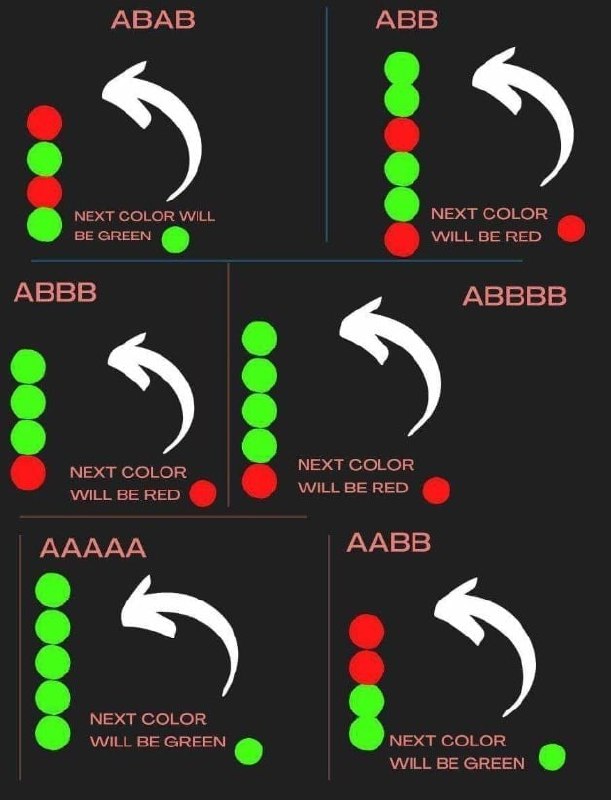 ABAB
NEXT COLOR WILL
BE GREEN
ABB
NEXT COLOR
WILL BE RED
ABBB
NEXT COLOR
WILL BE RED
ABBBB
NEXT COLOR
WILL BE RED
AAAAA
NEXT COLOR
WILL BE GREEN
AABB
NEXT COLOR
WILL BE GREEN